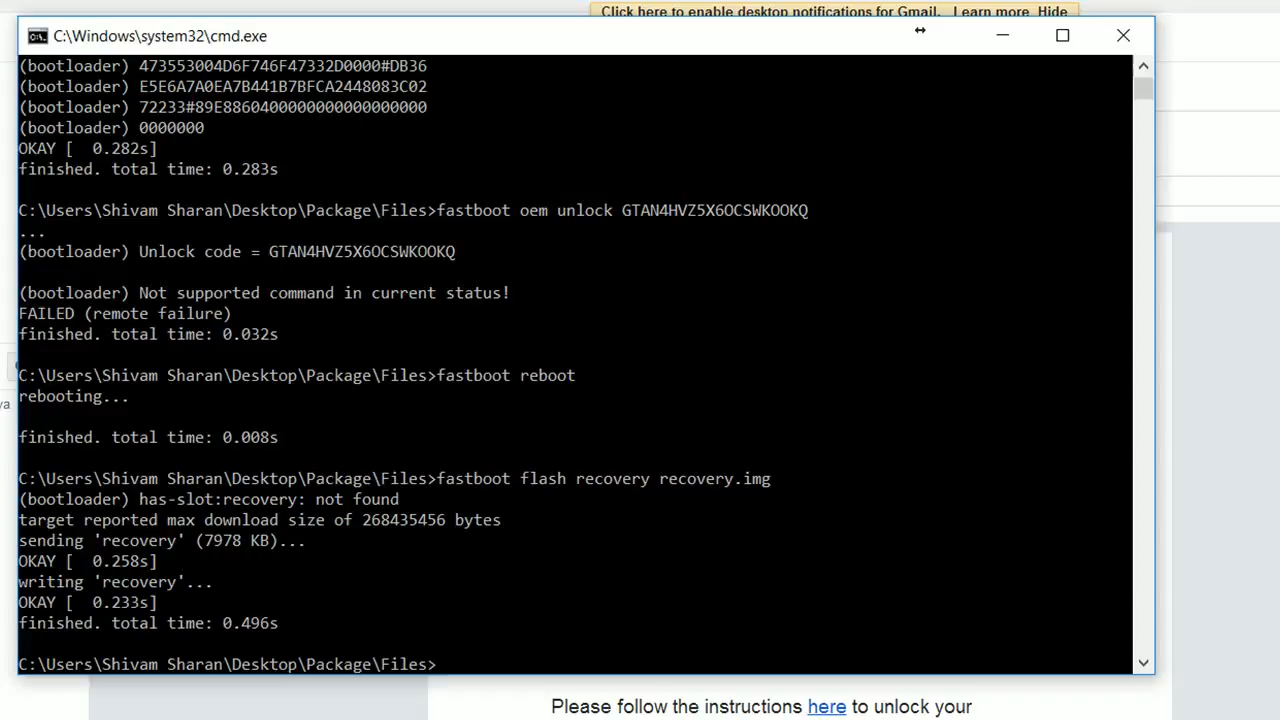 Click here to enable desktop notifications for Gmail. Learn more Hide
C:\Windows\system32\cmd.exe
(bootloader) 473553004D6F746F47332D0000#DB36
(bootloader) E5E6A7A0EA7B441B7BFCA2448083C02
(bootloader) 72233#89E88604000000000000000000
(bootloader) 0000000
OKAY [  0.282s]
finished. total time: 0.283s
C:\Users\Shivam Sharan\Desktop\Package\Files>fastboot oem unlock GTAN4HVZ5X6OCSWKOOKQ
...
(bootloader) Unlock code = GTAN4HVZ5X6OCSWKOOKQ
(bootloader) Not supported command in current status!
FAILED (remote failure)
finished. total time: 0.032s
C:\Users\Shivam Sharan\Desktop\Package\Files>fastboot reboot
rebooting...
finished. total time: 0.008s
C:\Users\Shivam Sharan\Desktop\Package\Files>fastboot flash recovery recovery.img
(bootloader) has-slot:recovery: not found
target reported max download size of 268435456 bytes
sending 'recovery' (7978 KB)...
OKAY [  0.258s]
writing 'recovery'...
OKAY [  0.233s]
finished. total time: 0.496s
C:\Users\Shivam Sharan\Desktop\Package\Files>
Please follow the instructions here to unlock your